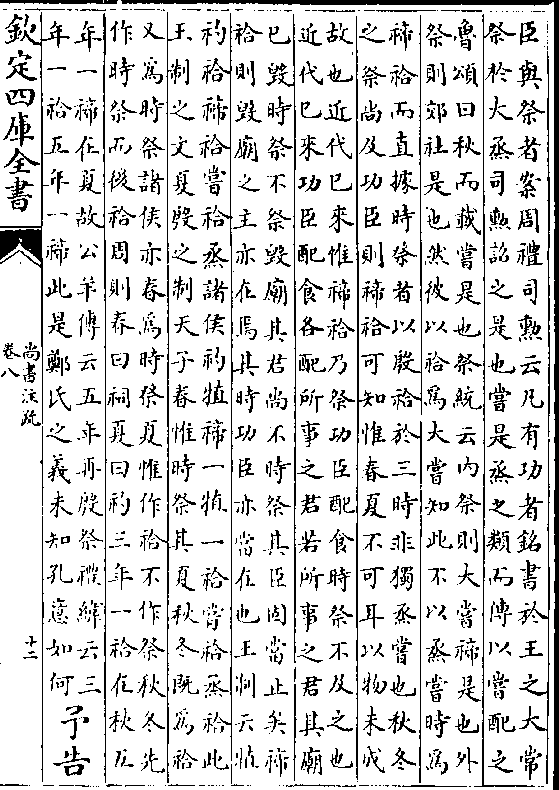 臣與祭者案周禮司勲云凡有功者銘書於王之大常
祭於大烝司勲詔之是也嘗是烝之類而傳以嘗配之
魯頌曰秋而載嘗是也祭統云内祭則大嘗禘是也外
祭則郊社是也然彼以祫爲大嘗知此不以烝嘗時爲
禘祫而直據時祭者以殷祫於三時非獨烝嘗也秋冬
之祭尚及功臣則禘祫可知惟春夏不可耳以物未成
故也近代已來惟禘祫乃祭功臣配食時祭不及之也
近代已來功臣配食各配所事之君若所事之君其廟
已毀時祭不祭毀廟其君尚不時祭其臣固當止矣禘
祫則毀廟之主亦在焉其時功臣亦當在也王制云犆
礿祫禘祫嘗祫烝諸侯礿犆禘一犆一祫嘗祫烝祫此
王制之文夏殷之制天子春惟時祭其夏秋冬既爲祫
又爲時祭諸侯亦春爲時祭夏惟作祫不作祭秋冬先
作時祭而後祫周則春曰祠夏曰礿三年一祫在秋五
年一禘在夏故公羊傳云五年再殷祭禮緯云三
年一祫五年一禘此是鄭氏之義未知孔意如何
予告
欽定四庫全書
尚書注疏
卷八
十二